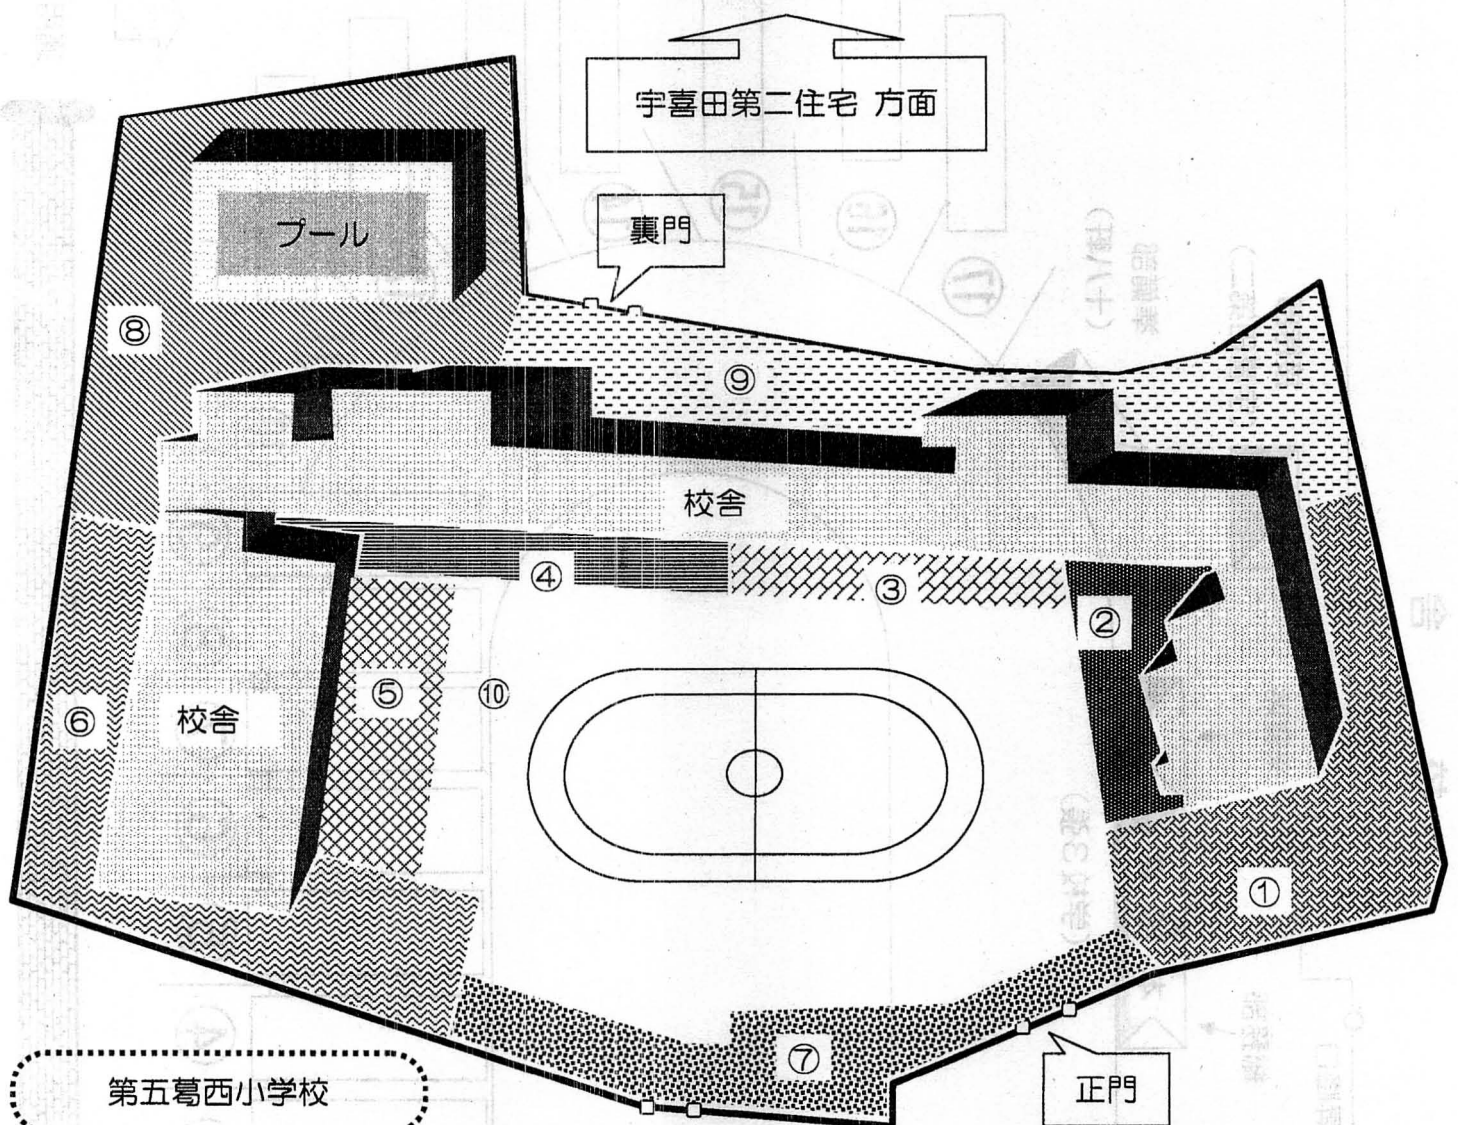 宇喜田第二住宅 方面
プール
裏門
⑧
⑨
校舎
④
③
②
⑤
⑩
⑥
校舎
①
⑦
第五葛西小学校
正門